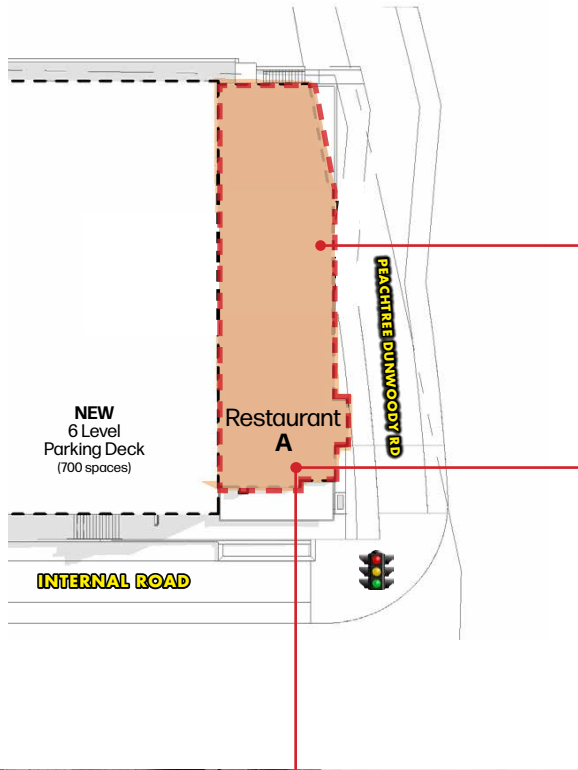 PEACHTREE DUNWOODY RD
Restaurant
A
NEW
6 Level
Parking Deck
(700 spaces)
INTERNAL ROAD